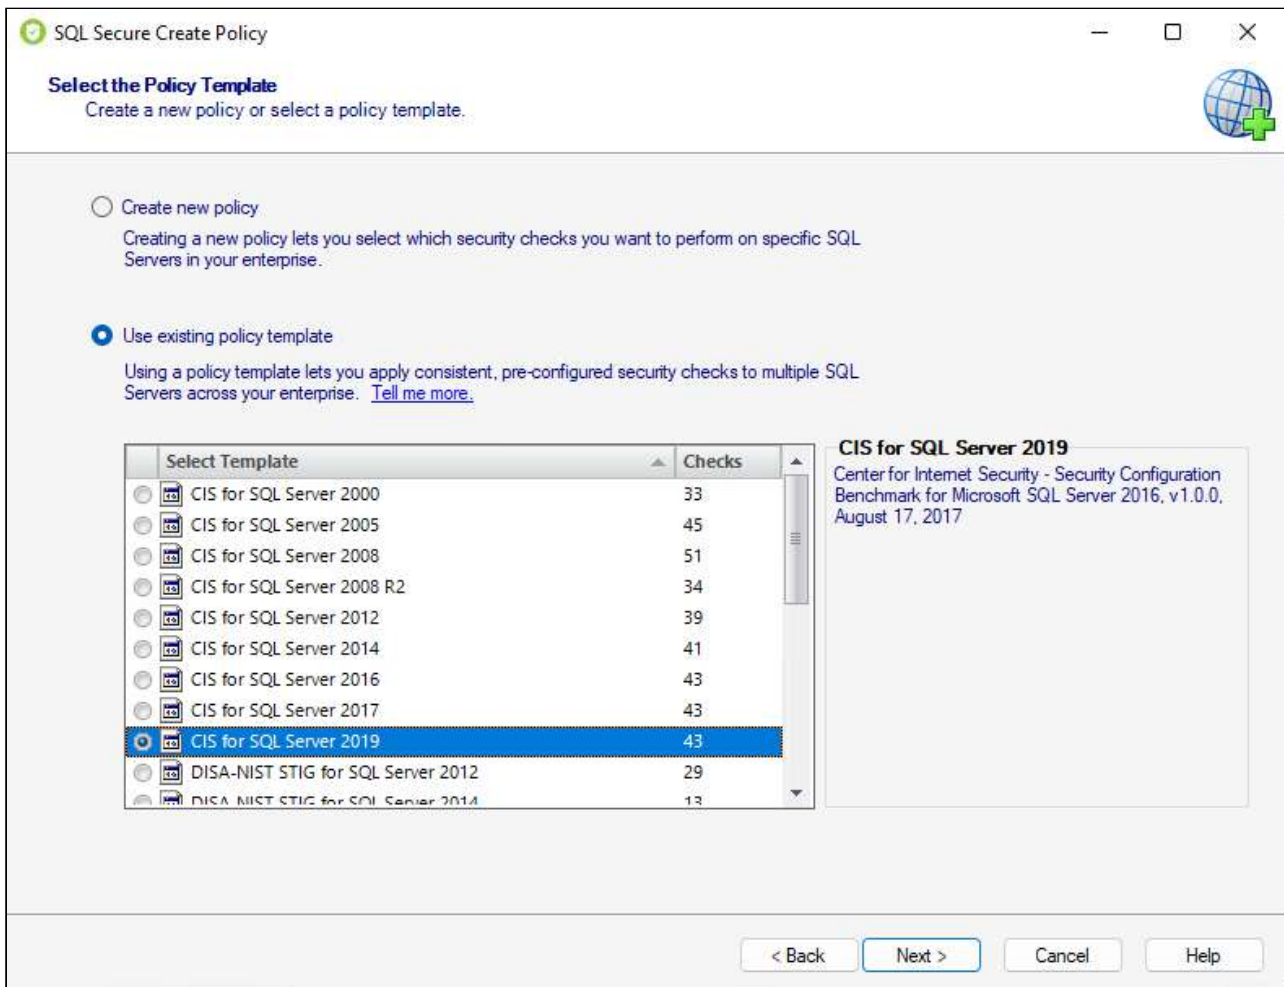 SQL Secure Create Policy
Select the Policy Template
Create a new policy or select a policy template.
Create new policy
Creating a new policy lets you select which security checks you want to perform on specific SQL
Servers in your enterprise.
Use existing policy template
Using a policy template lets you apply consistent, pre-configured security checks to multiple SQL
Servers across your enterprise. Tell me more.
Select Template Checks
CIS for SQL Server 2000 33
CIS for SQL Server 2005 45
CIS for SQL Server 2008 51
CIS for SQL Server 2008 R2 34
CIS for SQL Server 2012 39
CIS for SQL Server 2014 41
CIS for SQL Server 2016 43
CIS for SQL Server 2017 43
CIS for SQL Server 2019 43
DISA-NIST STIG for SQL Server 2012 29
DISA-NIST STIG for SQL Server 2014 13
CIS for SQL Server 2019
Center for Internet Security - Security Configuration
Benchmark for Microsoft SQL Server 2016, v1.0.0,
August 17, 2017
< Back Next > Cancel Help